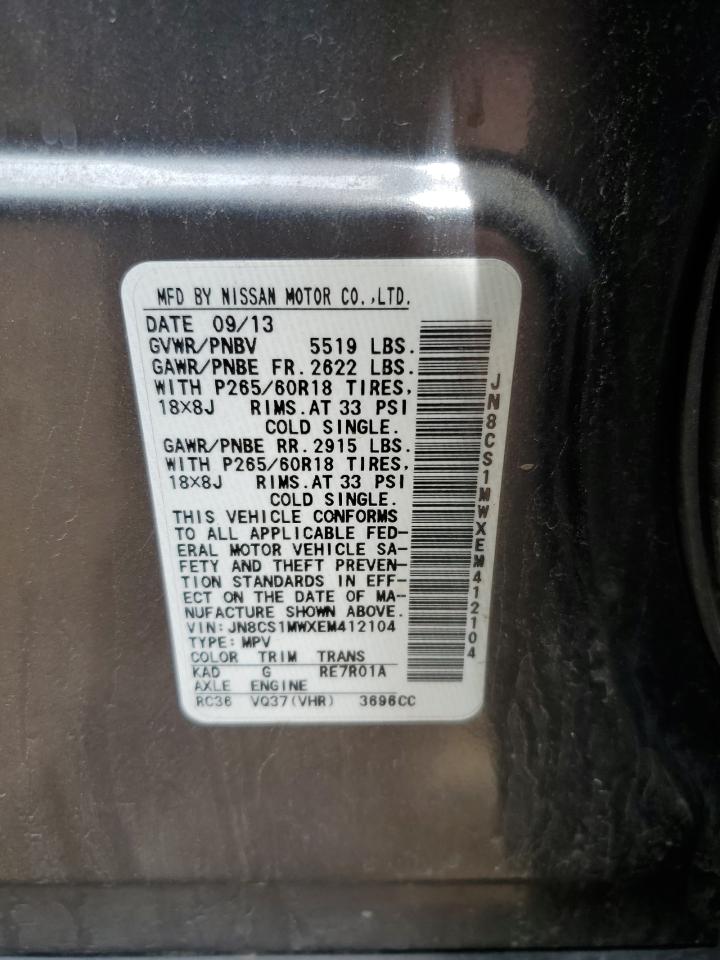 MFD BY NISSAN MOTOR CO.,LTD.
DATE 09/13
GVWR/PNBV 5519 LBS.
GAWR/PNBE FR. 2622 LBS.
WITH P265/60R18 TIRES,
18×8J RIMS. AT 33 PSI
COLD SINGLE.
GAWR/PNBE RR. 2915 LBS.
WITH P265/60R18 TIRES,
18×8J RIMS. AT 33 PSI
COLD SINGLE.
THIS VEHICLE CONFORMS
TO ALL APPLICABLE FED-
ERAL MOTOR VEHICLE SA-
FETY AND THEFT PREVEN-
TION STANDARDS IN EFF-
ECT ON THE DATE OF MA-
NUFACTURE SHOWN ABOVE.
VIN: JN8CS1MWXEM412104
TYPE: MPV
COLOR TRIM TRANS
KAD G RE7R01A
AXLE ENGINE
RC36 VQ37(VHR) 3696CC
JN8CS1MWXEM412104